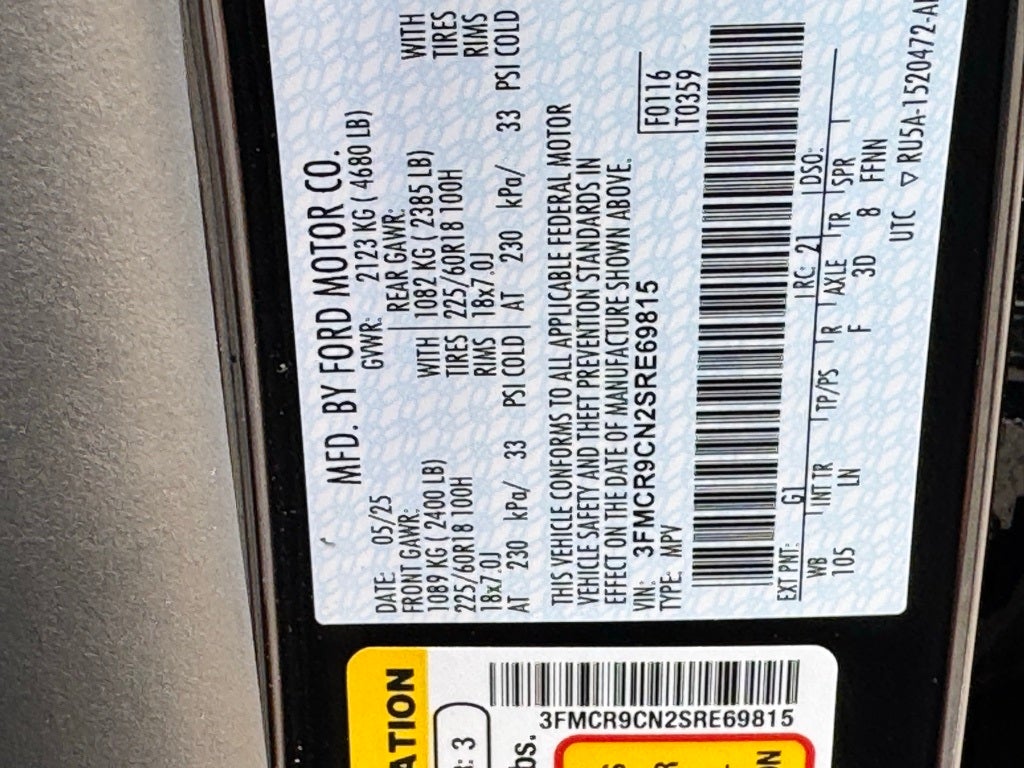 MFD. BY FORD MOTOR CO.
DATE: 05/25 GVWR: 2123 KG ( 4680 LB)
FRONT GAWR: REAR GAWR:
1089 KG ( 2400 LB) WITH 1082 KG ( 2385 LB) WITH
225/60R18 100H TIRES 225/60R18 100H TIRES
18x7.0J RIMS 18x7.0J RIMS
AT 230 kPa/ 33 PSI COLD AT 230 kPa/ 33 PSI COLD
THIS VEHICLE CONFORMS TO ALL APPLICABLE FEDERAL MOTOR
VEHICLE SAFETY AND THEFT PREVENTION STANDARDS IN
EFFECT ON THE DATE OF MANUFACTURE SHOWN ABOVE.
VIN: 3FMCR9CN2SRE69815
TYPE: MPV
F0116
T0359
EXT PNT: G1 RC: 21 DSO:
WB INT TR TP/PS R AXLE TR SPR
105 LN F 3D 8 FFNN
UTC ▽ RU5A-1520472-A
ATION
: 3
bs.
3FMCR9CN2SRE69815
S
R
ON